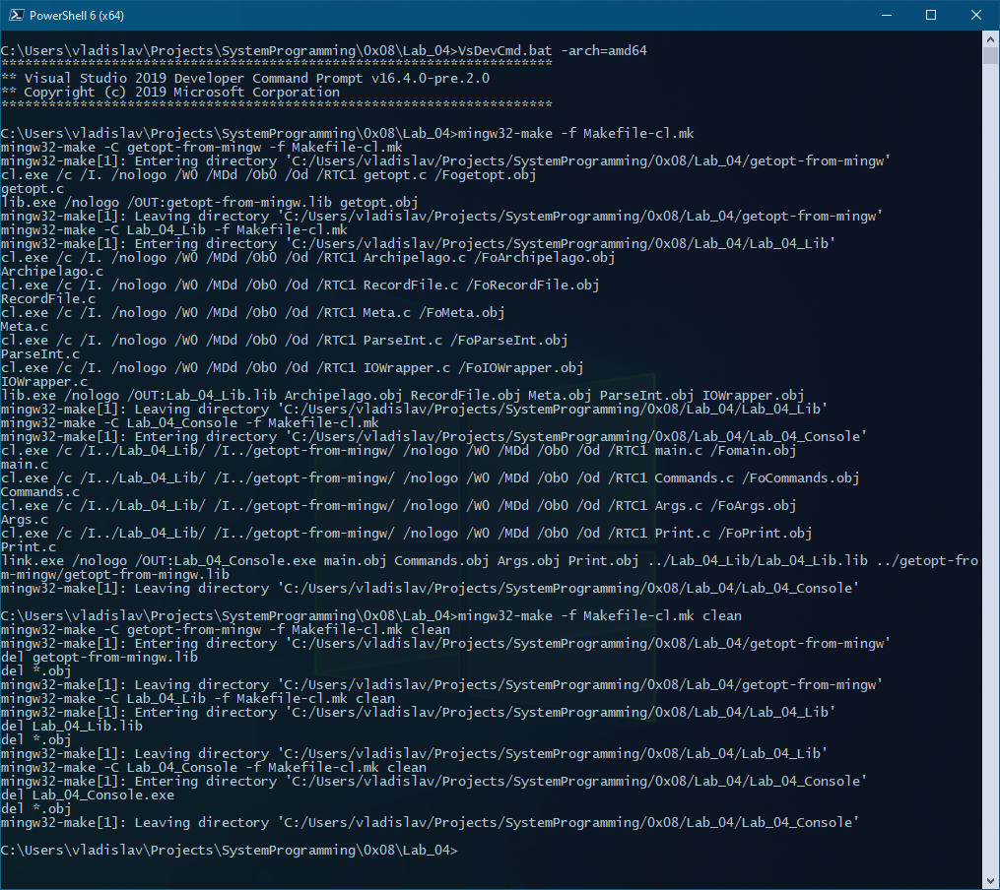 PowerShell 6 (x64)
C:\Users\vladislav\Projects\SystemProgramming\0x08\Lab_04>VsDevCmd.bat -arch=amd64
**********************************************************************
** Visual Studio 2019 Developer Command Prompt v16.4.0-pre.2.0
** Copyright (c) 2019 Microsoft Corporation
**********************************************************************
C:\Users\vladislav\Projects\SystemProgramming\0x08\Lab_04>mingw32-make -f Makefile-cl.mk
mingw32-make -C getopt-from-mingw -f Makefile-cl.mk
mingw32-make[1]: Entering directory 'C:/Users/vladislav/Projects/SystemProgramming/0x08/Lab_04/getopt-from-mingw'
cl.exe /c /I. /nologo /W0 /MDd /Ob0 /Od /RTC1 getopt.c /Fogetopt.obj
getopt.c
lib.exe /nologo /OUT:getopt-from-mingw.lib getopt.obj
mingw32-make[1]: Leaving directory 'C:/Users/vladislav/Projects/SystemProgramming/0x08/Lab_04/getopt-from-mingw'
mingw32-make -C Lab_04_Lib -f Makefile-cl.mk
mingw32-make[1]: Entering directory 'C:/Users/vladislav/Projects/SystemProgramming/0x08/Lab_04/Lab_04_Lib'
cl.exe /c /I. /nologo /W0 /MDd /Ob0 /Od /RTC1 Archipelago.c /FoArchipelago.obj
Archipelago.c
cl.exe /c /I. /nologo /W0 /MDd /Ob0 /Od /RTC1 RecordFile.c /FoRecordFile.obj
RecordFile.c
cl.exe /c /I. /nologo /W0 /MDd /Ob0 /Od /RTC1 Meta.c /FoMeta.obj
Meta.c
cl.exe /c /I. /nologo /W0 /MDd /Ob0 /Od /RTC1 ParseInt.c /FoParseInt.obj
ParseInt.c
cl.exe /c /I. /nologo /W0 /MDd /Ob0 /Od /RTC1 IOWrapper.c /FoIOWrapper.obj
IOWrapper.c
lib.exe /nologo /OUT:Lab_04_Lib.lib Archipelago.obj RecordFile.obj Meta.obj ParseInt.obj IOWrapper.obj
mingw32-make[1]: Leaving directory 'C:/Users/vladislav/Projects/SystemProgramming/0x08/Lab_04/Lab_04_Lib'
mingw32-make -C Lab_04_Console -f Makefile-cl.mk
mingw32-make[1]: Entering directory 'C:/Users/vladislav/Projects/SystemProgramming/0x08/Lab_04/Lab_04_Console'
cl.exe /c /I../Lab_04_Lib/ /I../getopt-from-mingw/ /nologo /W0 /MDd /Ob0 /Od /RTC1 main.c /Fomain.obj
main.c
cl.exe /c /I../Lab_04_Lib/ /I../getopt-from-mingw/ /nologo /W0 /MDd /Ob0 /Od /RTC1 Commands.c /FoCommands.obj
Commands.c
cl.exe /c /I../Lab_04_Lib/ /I../getopt-from-mingw/ /nologo /W0 /MDd /Ob0 /Od /RTC1 Args.c /FoArgs.obj
Args.c
cl.exe /c /I../Lab_04_Lib/ /I../getopt-from-mingw/ /nologo /W0 /MDd /Ob0 /Od /RTC1 Print.c /FoPrint.obj
Print.c
link.exe /nologo /OUT:Lab_04_Console.exe main.obj Commands.obj Args.obj Print.obj ../Lab_04_Lib/Lab_04_Lib.lib ../getopt-fro
m-mingw/getopt-from-mingw.lib
mingw32-make[1]: Leaving directory 'C:/Users/vladislav/Projects/SystemProgramming/0x08/Lab_04/Lab_04_Console'
C:\Users\vladislav\Projects\SystemProgramming\0x08\Lab_04>mingw32-make -f Makefile-cl.mk clean
mingw32-make -C getopt-from-mingw -f Makefile-cl.mk clean
mingw32-make[1]: Entering directory 'C:/Users/vladislav/Projects/SystemProgramming/0x08/Lab_04/getopt-from-mingw'
del getopt-from-mingw.lib
del *.obj
mingw32-make[1]: Leaving directory 'C:/Users/vladislav/Projects/SystemProgramming/0x08/Lab_04/getopt-from-mingw'
mingw32-make -C Lab_04_Lib -f Makefile-cl.mk clean
mingw32-make[1]: Entering directory 'C:/Users/vladislav/Projects/SystemProgramming/0x08/Lab_04/Lab_04_Lib'
del Lab_04_Lib.lib
del *.obj
mingw32-make[1]: Leaving directory 'C:/Users/vladislav/Projects/SystemProgramming/0x08/Lab_04/Lab_04_Lib'
mingw32-make -C Lab_04_Console -f Makefile-cl.mk clean
mingw32-make[1]: Entering directory 'C:/Users/vladislav/Projects/SystemProgramming/0x08/Lab_04/Lab_04_Console'
del Lab_04_Console.exe
del *.obj
mingw32-make[1]: Leaving directory 'C:/Users/vladislav/Projects/SystemProgramming/0x08/Lab_04/Lab_04_Console'
C:\Users\vladislav\Projects\SystemProgramming\0x08\Lab_04>